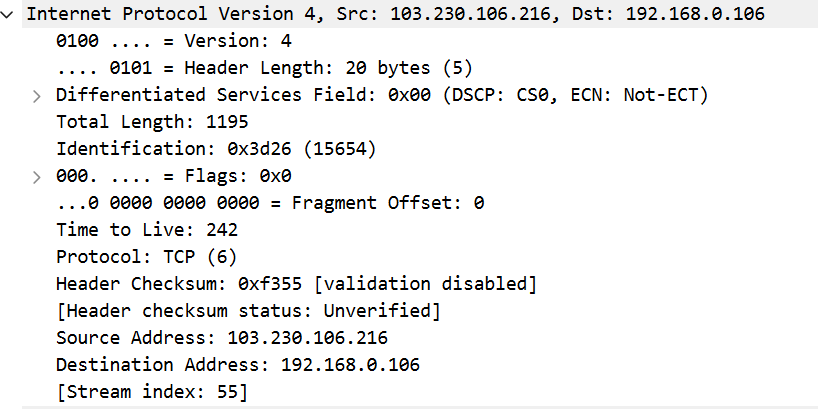 Internet Protocol Version 4, Src: 103.230.106.216, Dst: 192.168.0.106
0100 .... = Version: 4
.... 0101 = Header Length: 20 bytes (5)
Differentiated Services Field: 0x00 (DSCP: CS0, ECN: Not-ECT)
Total Length: 1195
Identification: 0x3d26 (15654)
000. .... = Flags: 0x0
...0 0000 0000 0000 = Fragment Offset: 0
Time to Live: 242
Protocol: TCP (6)
Header Checksum: 0xf355 [validation disabled]
[Header checksum status: Unverified]
Source Address: 103.230.106.216
Destination Address: 192.168.0.106
[Stream index: 55]